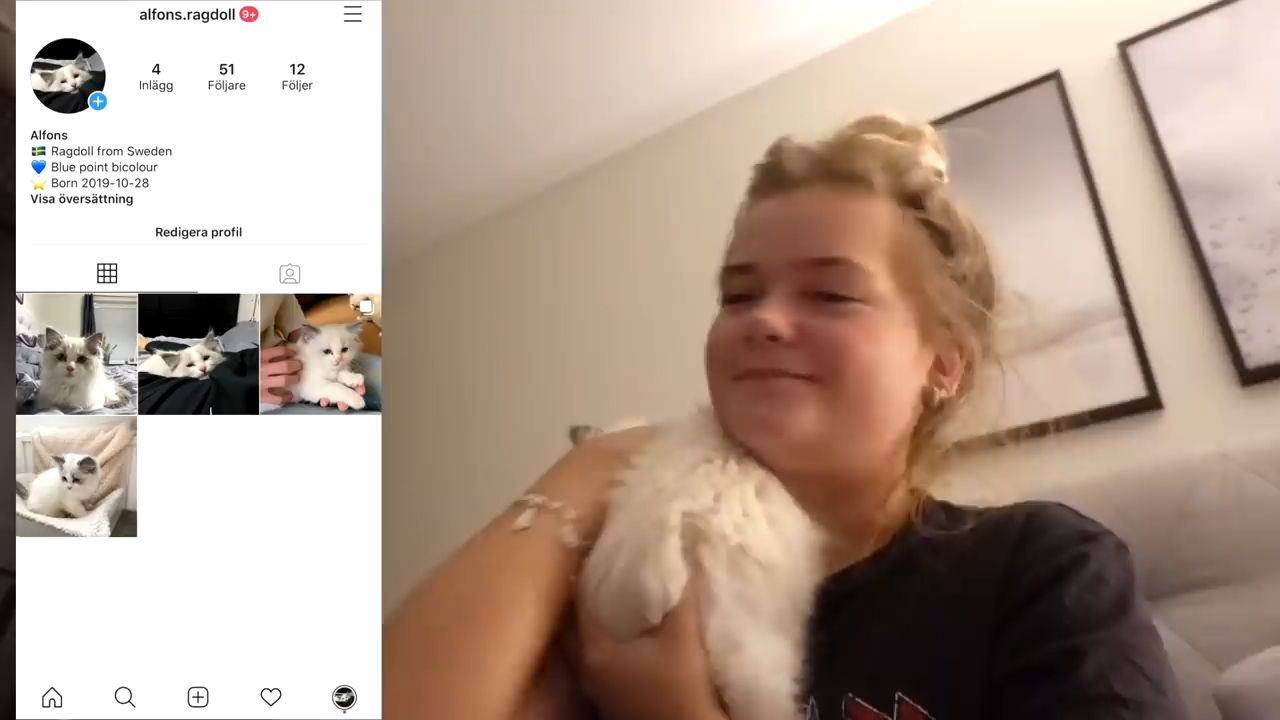 alfons.ragdoll 9+
4 51 12
Inlägg Följare Följer
Alfons
🇸🇪 Ragdoll from Sweden
💙 Blue point bicolour
⭐ Born 2019-10-28
Visa översättning
Redigera profil